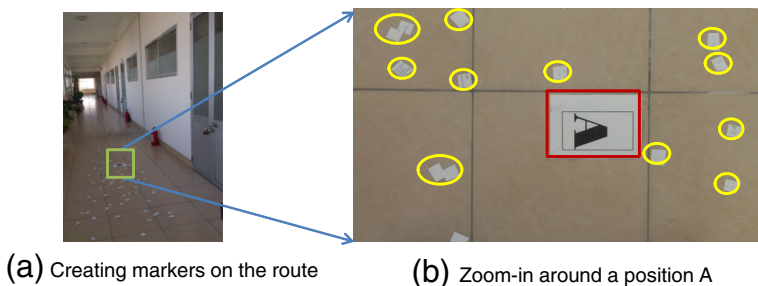 A
(a) Creating markers on the route
(b) Zoom-in around a position A